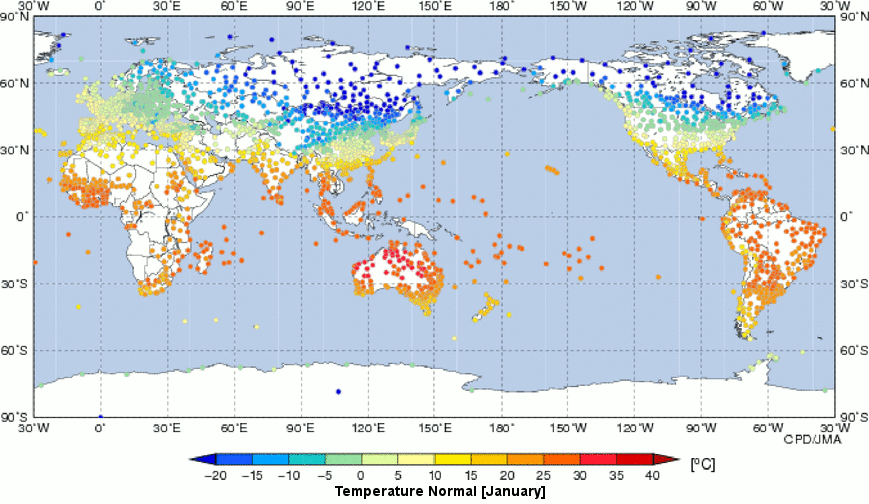 30˚W 0˚ 30˚E 60˚E 90˚E 120˚E 150˚E 180˚ 150˚W 120˚W 90˚W 60˚W 30˚W
90˚N 90˚N
60˚N 60˚N
30˚N 30˚N
0˚ 0˚
30˚S 30˚S
60˚S 60˚S
90˚S 90˚S
30˚W 0˚ 30˚E 60˚E 90˚E 120˚E 150˚E 180˚ 150˚W 120˚W 90˚W 60˚W 30˚W
CPD/JMA
−20 −15 −10 −5 0 5 10 15 20 25 30 35 40 [ºC]
Temperature Normal [January]